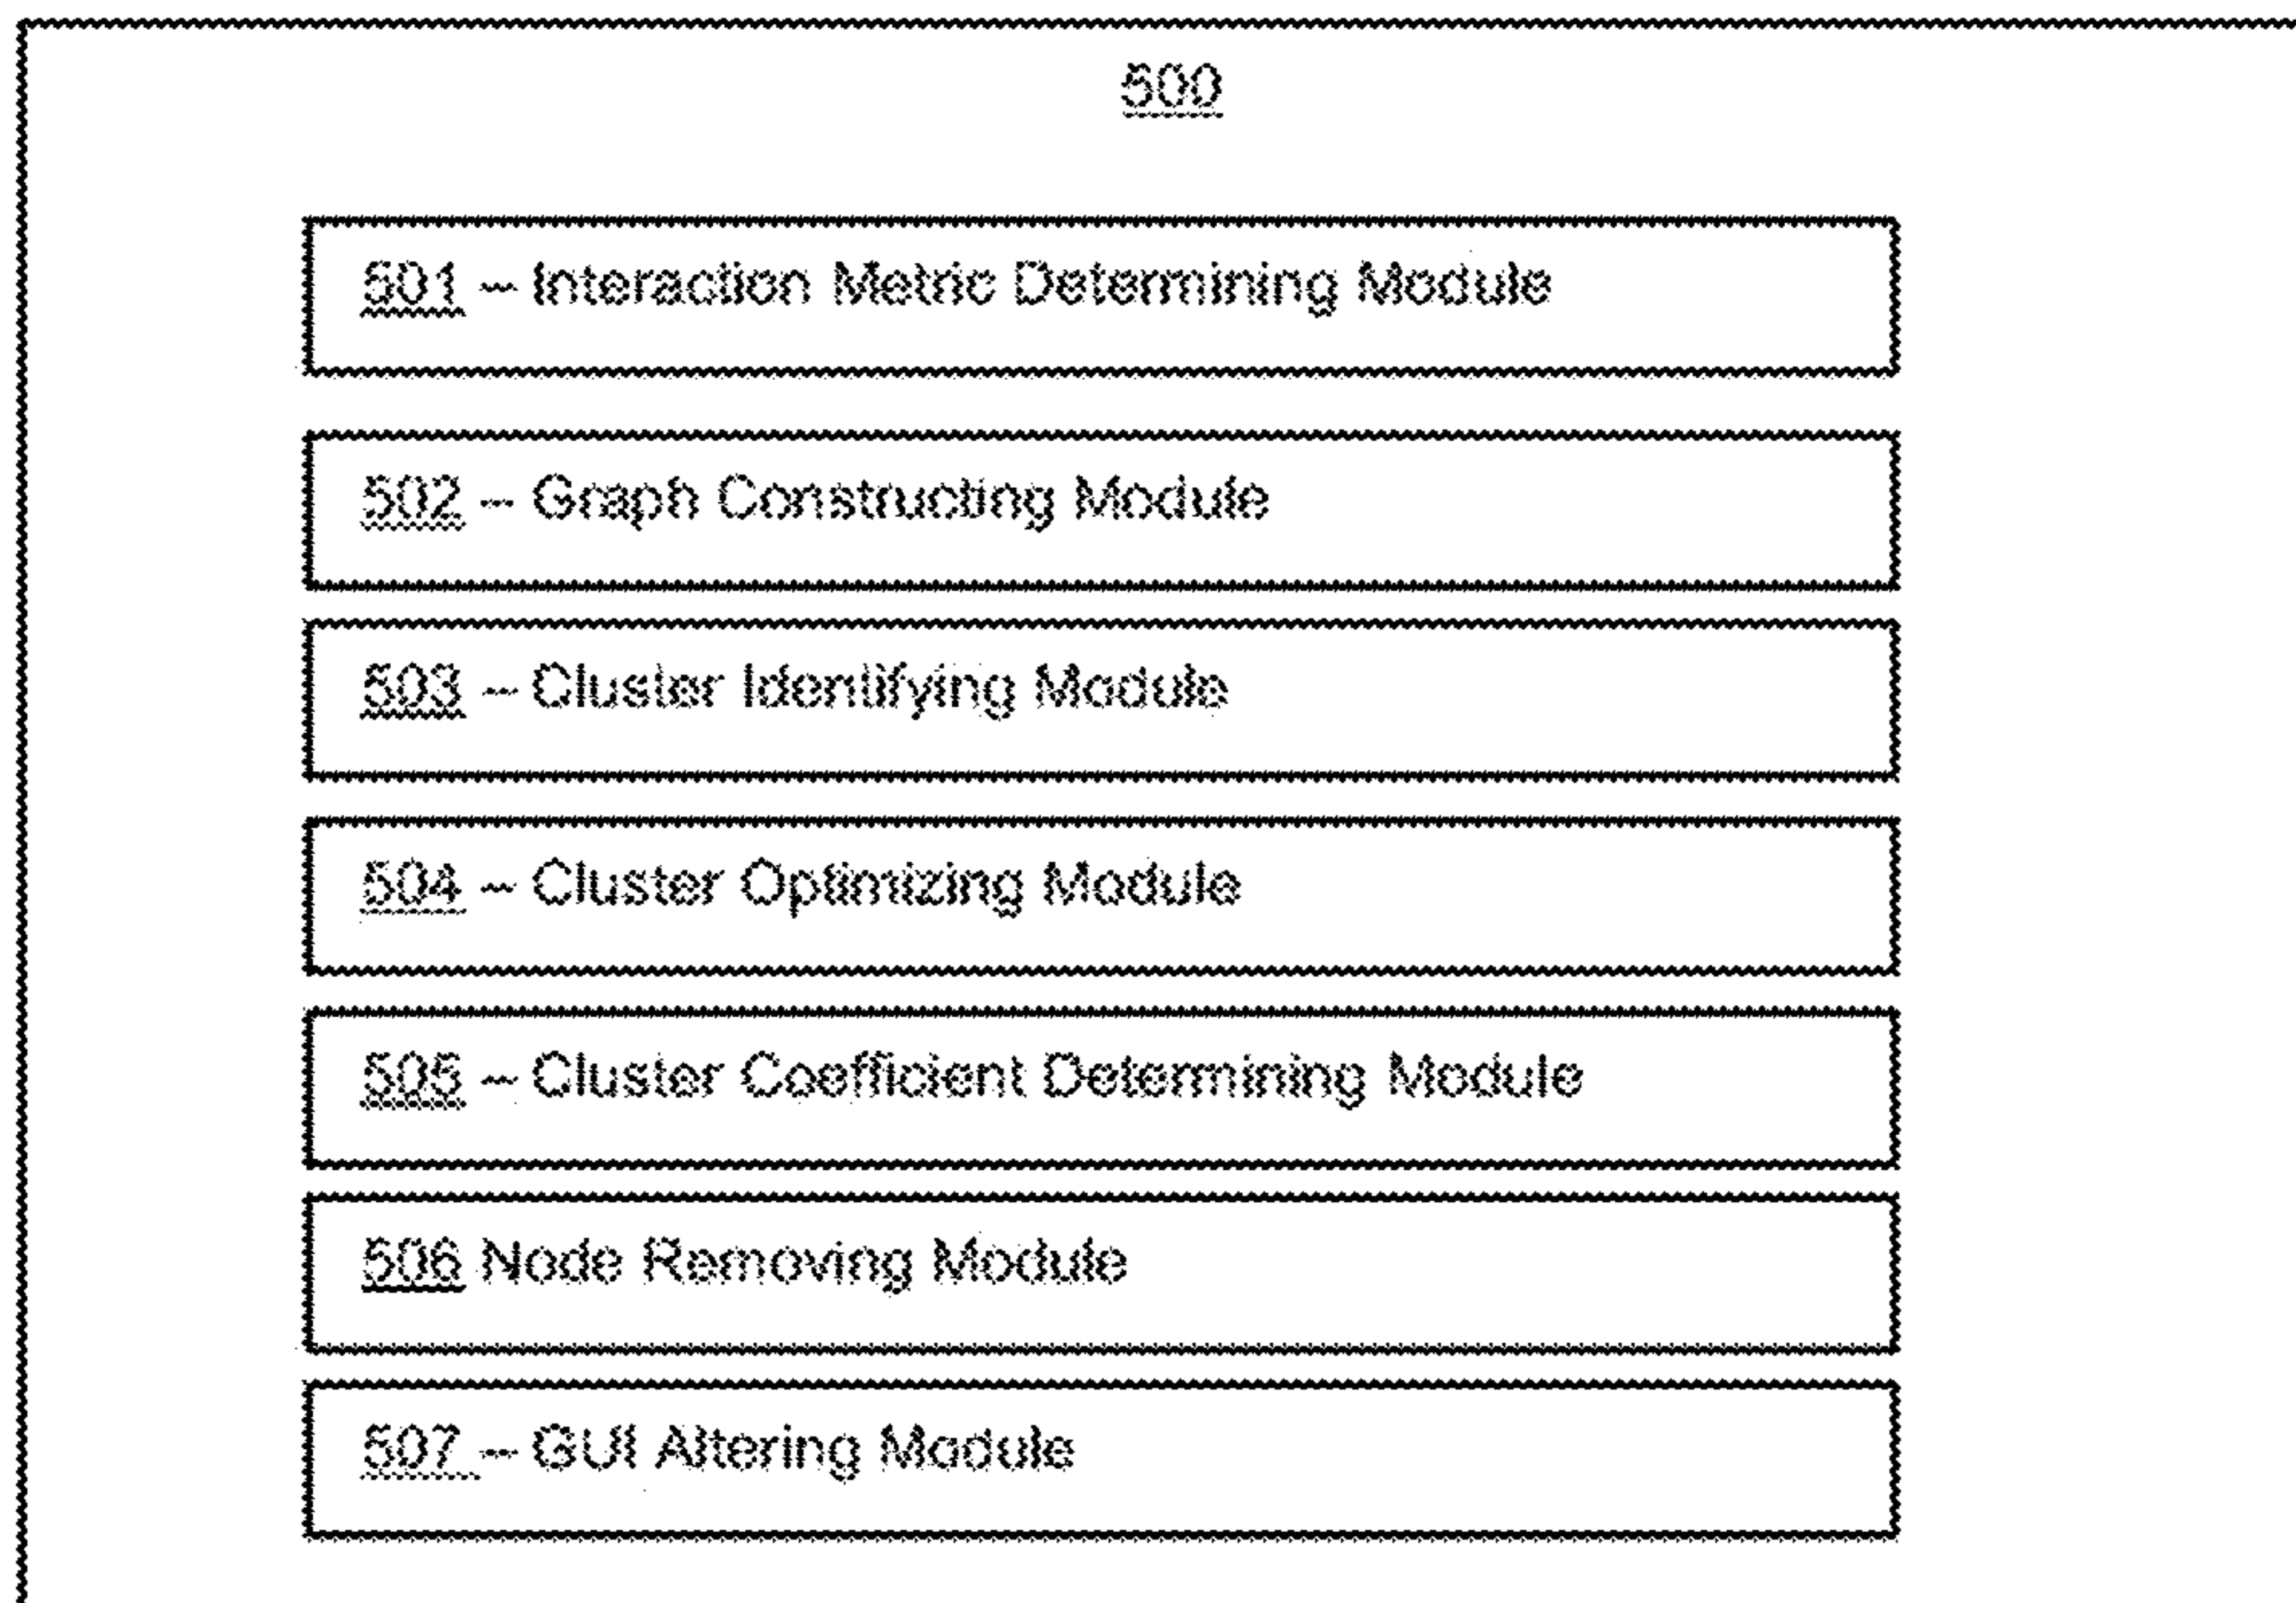 500
501 – Interaction Metric Determining Module
502 – Graph Constructing Module
503 – Cluster Identifying Module
504 – Cluster Optimizing Module
505 – Cluster Coefficient Determining Module
506 Node Removing Module
507 – GUI Altering Module